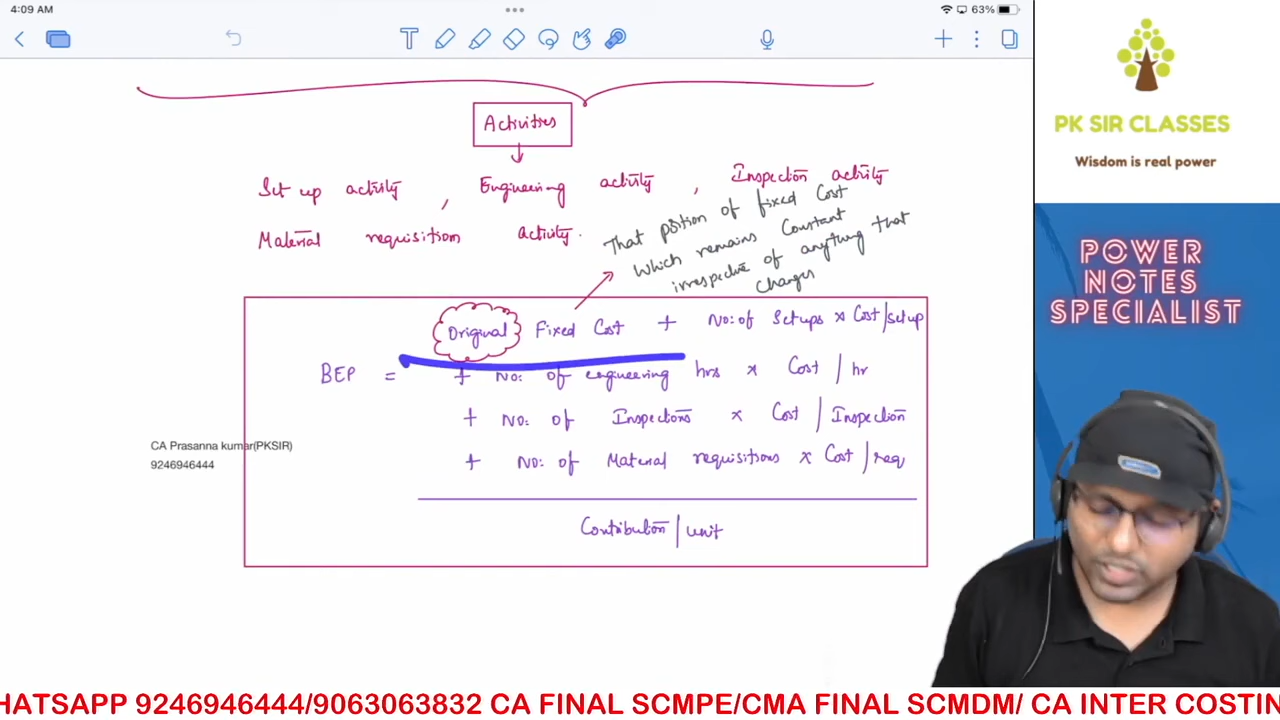 4:09 AM
63%
PK SIR CLASSES
Wisdom is real power
Activities
Set up activity , Engineering activity , Inspection activity
Material requisition activity.
That portion of fixed Cost
which remains Constant
irrespective of anything that
changes
POWER
NOTES
SPECIALIST
Original Fixed Cost + No: of Setups x Cost/setup
BEP = + No: of engineering hrs x Cost / hr
+ No: of Inspections x Cost / Inspection
+ No: of Material requisitions x Cost / req
Contribution / unit
CA Prasanna kumar(PKSIR)
9246946444
HATSAPP 9246946444/9063063832 CA FINAL SCMPE/CMA FINAL SCMDM/ CA INTER COSTIN